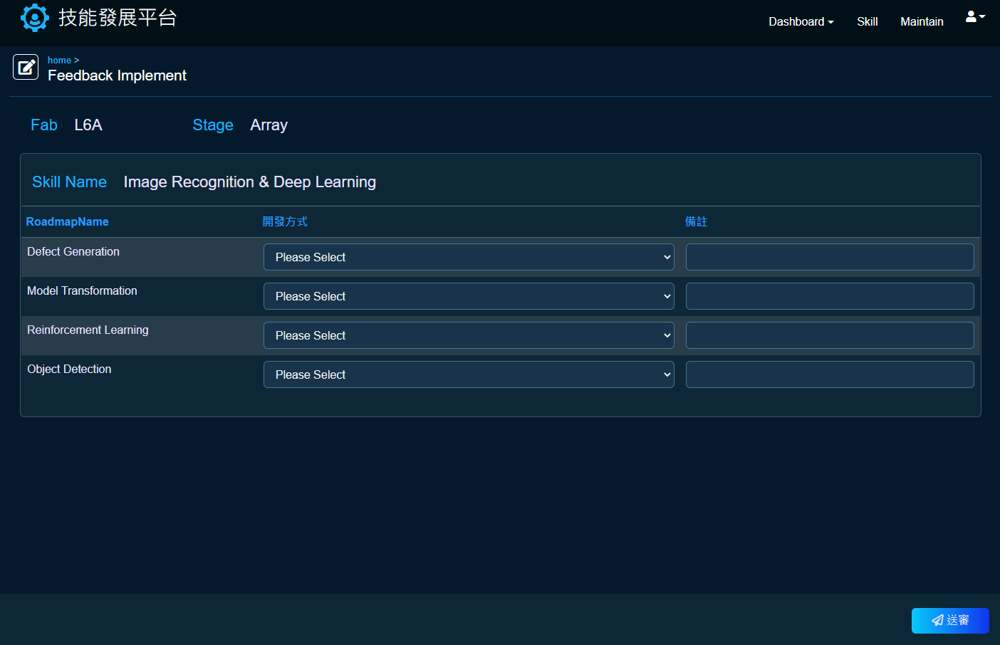 技能發展平台
Dashboard Skill Maintain
home >
Feedback Implement
Fab L6A Stage Array
Skill Name Image Recognition & Deep Learning
RoadmapName 開發方式 備註
Defect Generation Please Select
Model Transformation Please Select
Reinforcement Learning Please Select
Object Detection Please Select
送審